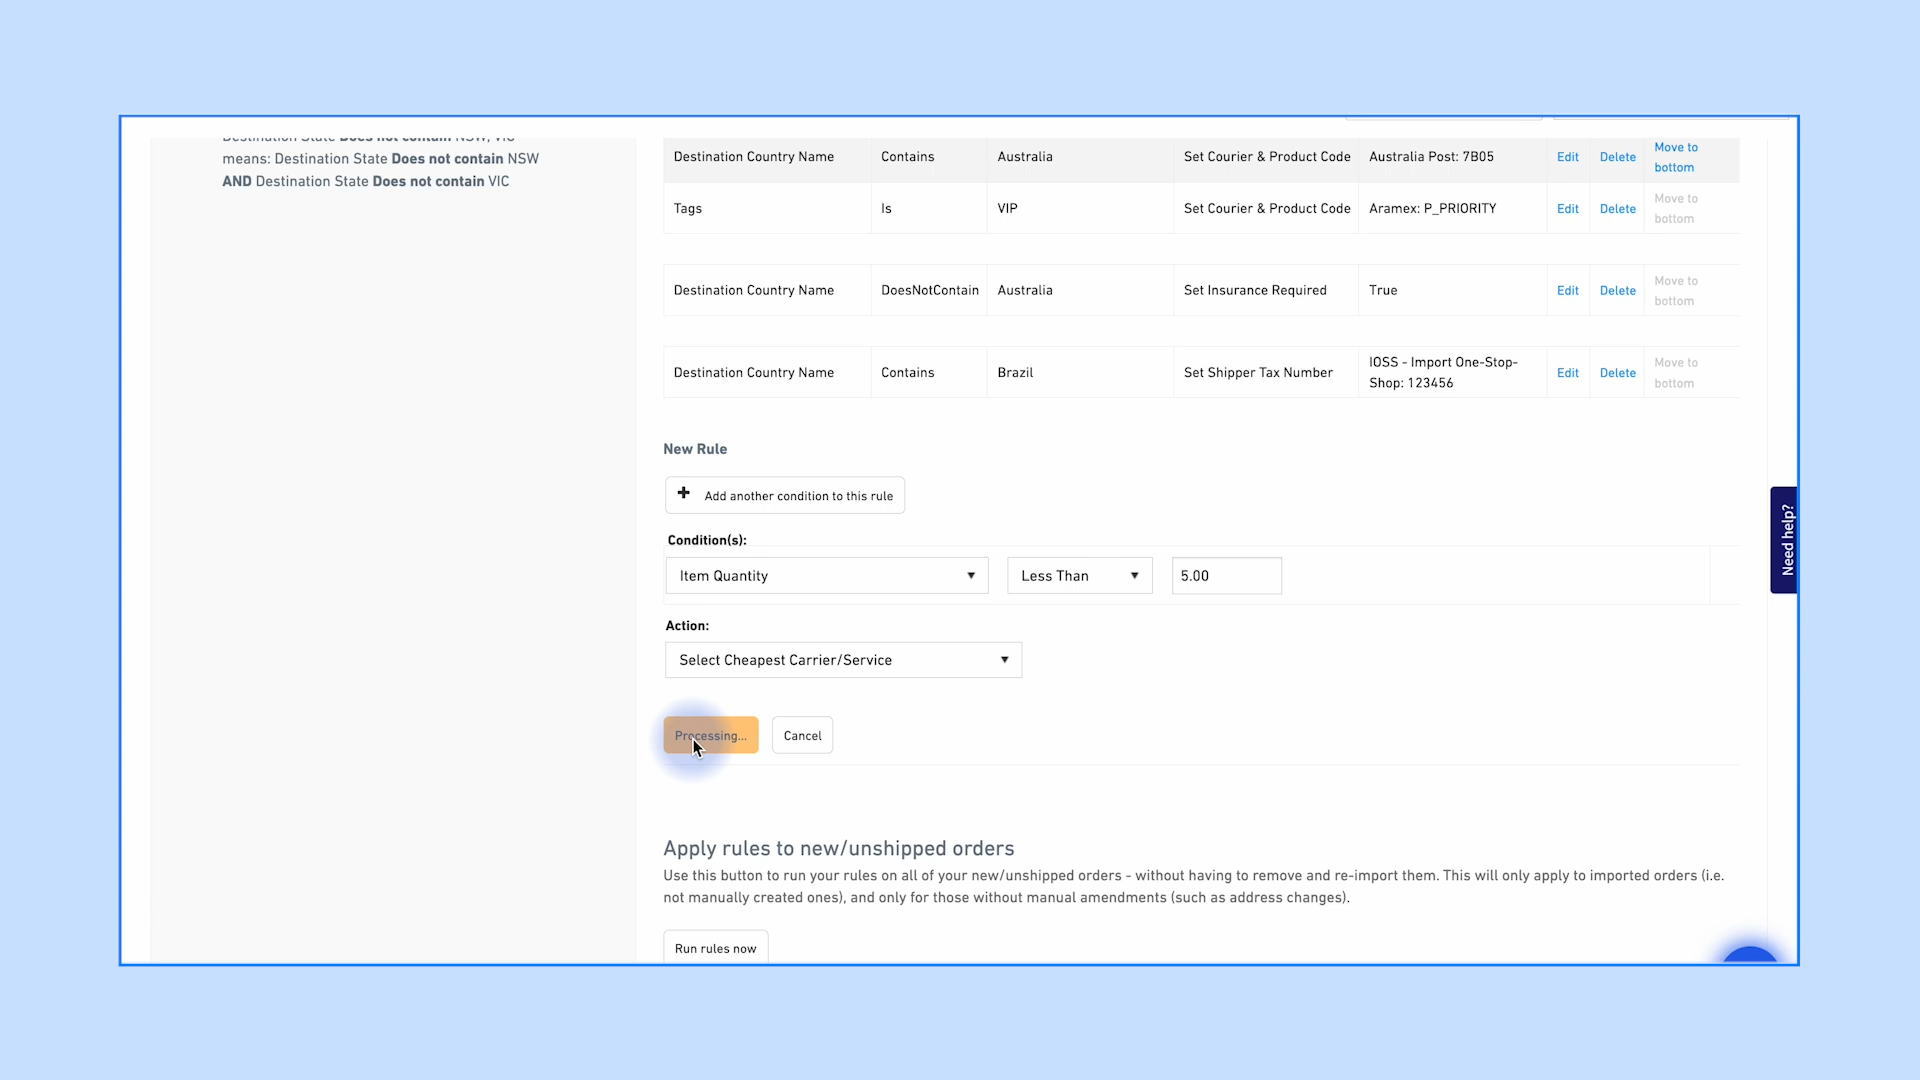 Destination State Does not contain NSW, VIC
means: Destination State Does not contain NSW
AND Destination State Does not contain VIC
Destination Country Name Contains Australia Set Courier & Product Code Australia Post: 7B05 Edit Delete Move to bottom
Tags Is VIP Set Courier & Product Code Aramex: P_PRIORITY Edit Delete Move to bottom
Destination Country Name DoesNotContain Australia Set Insurance Required True Edit Delete Move to bottom
Destination Country Name Contains Brazil Set Shipper Tax Number IOSS - Import One-Stop-Shop: 123456 Edit Delete Move to bottom
New Rule
Add another condition to this rule
Condition(s):
Item Quantity Less Than 5.00
Action:
Select Cheapest Carrier/Service
Processing... Cancel
Need help?
Apply rules to new/unshipped orders
Use this button to run your rules on all of your new/unshipped orders - without having to remove and re-import them. This will only apply to imported orders (i.e.
not manually created ones), and only for those without manual amendments (such as address changes).
Run rules now